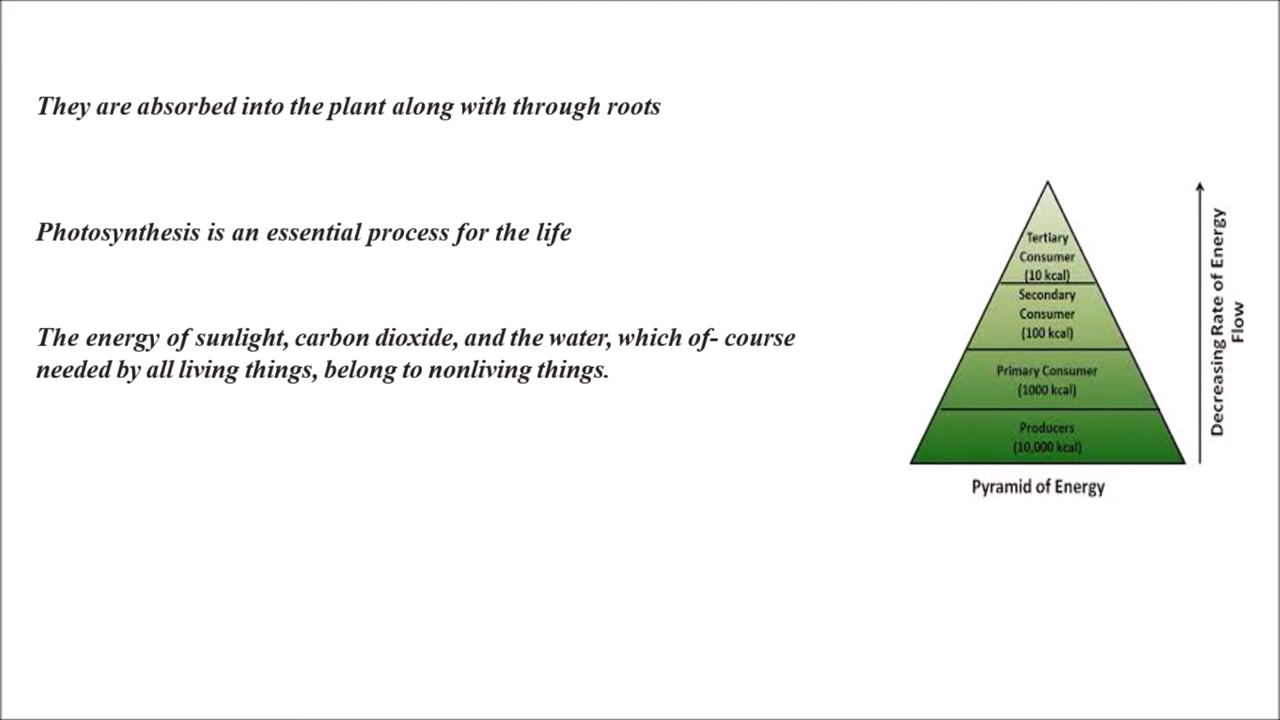 They are absorbed into the plant along with through roots
Photosynthesis is an essential process for the life
The energy of sunlight, carbon dioxide, and the water, which of- course
needed by all living things, belong to nonliving things.
Tertiary
Consumer
(10 kcal)
Secondary
Consumer
(100 kcal)
Primary Consumer
(1000 kcal)
Producers
(10,000 kcal)
Pyramid of Energy
Decreasing Rate of Energy
Flow